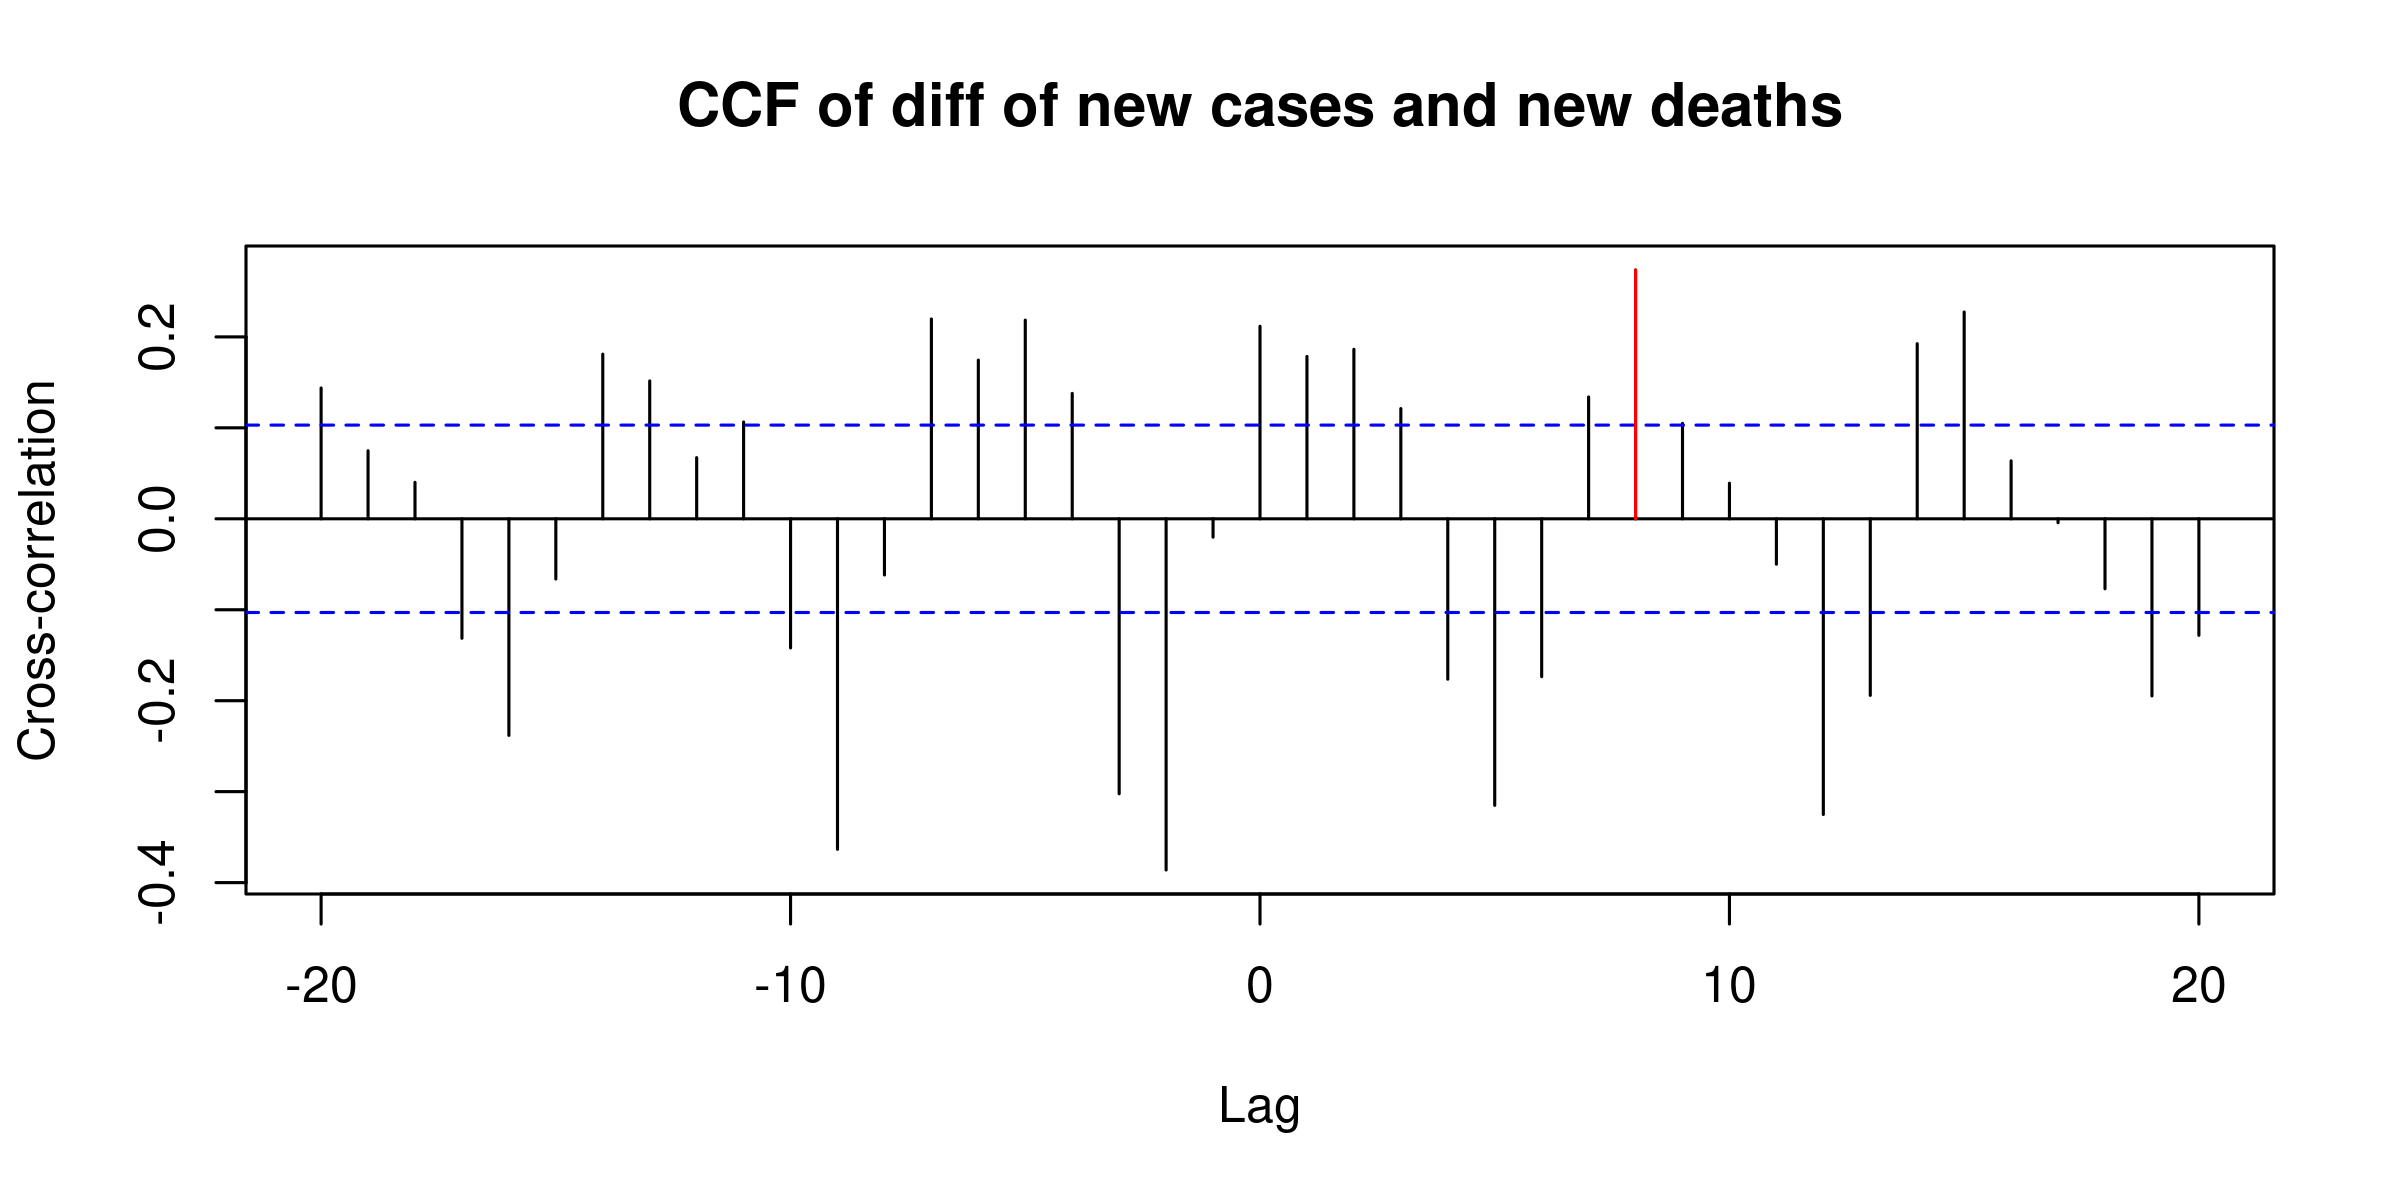 CCF of diff of new cases and new deaths
Cross-correlation
0.2
0.0
-0.2
-0.4
-20 -10 0 10 20
Lag